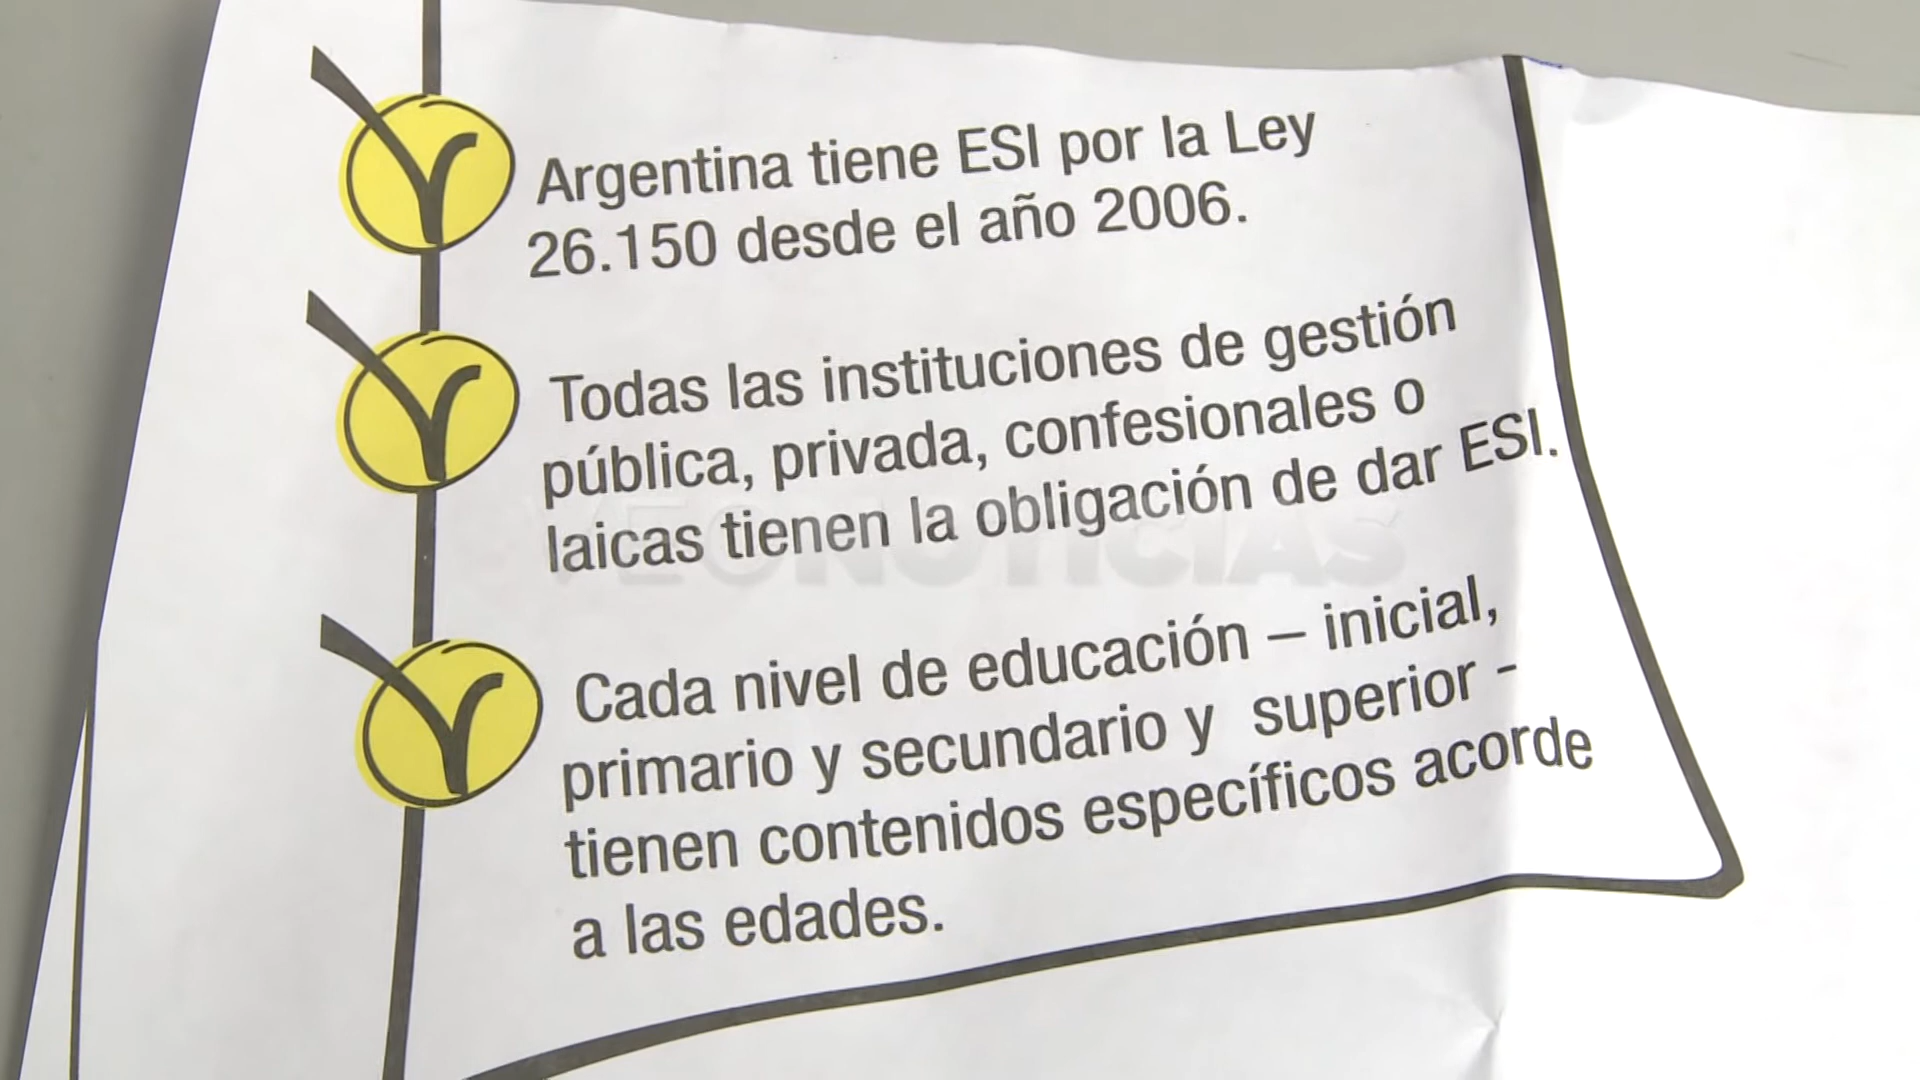 Argentina tiene ESI por la Ley
26.150 desde el año 2006.
Todas las instituciones de gestión
pública, privada, confesionales o
laicas tienen la obligación de dar ESI.
VEONOTICIAS
Cada nivel de educación – inicial,
primario y secundario y superior -
tienen contenidos específicos acorde
a las edades.